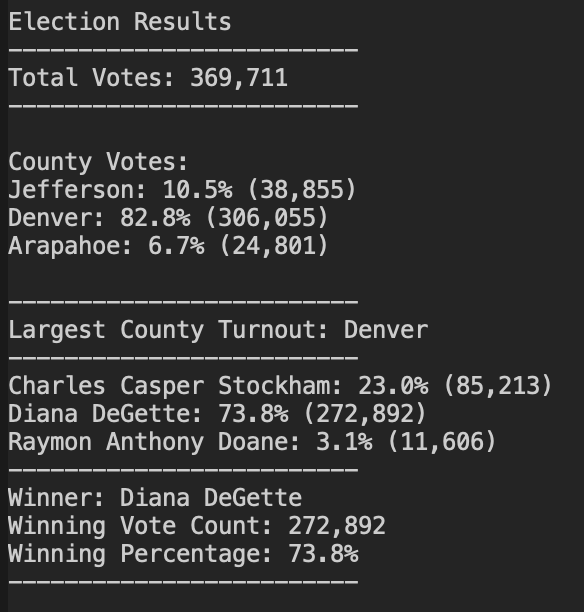 Election Results
-------------------------
Total Votes: 369,711
-------------------------
County Votes:
Jefferson: 10.5% (38,855)
Denver: 82.8% (306,055)
Arapahoe: 6.7% (24,801)
-------------------------
Largest County Turnout: Denver
-------------------------
Charles Casper Stockham: 23.0% (85,213)
Diana DeGette: 73.8% (272,892)
Raymon Anthony Doane: 3.1% (11,606)
-------------------------
Winner: Diana DeGette
Winning Vote Count: 272,892
Winning Percentage: 73.8%
-------------------------